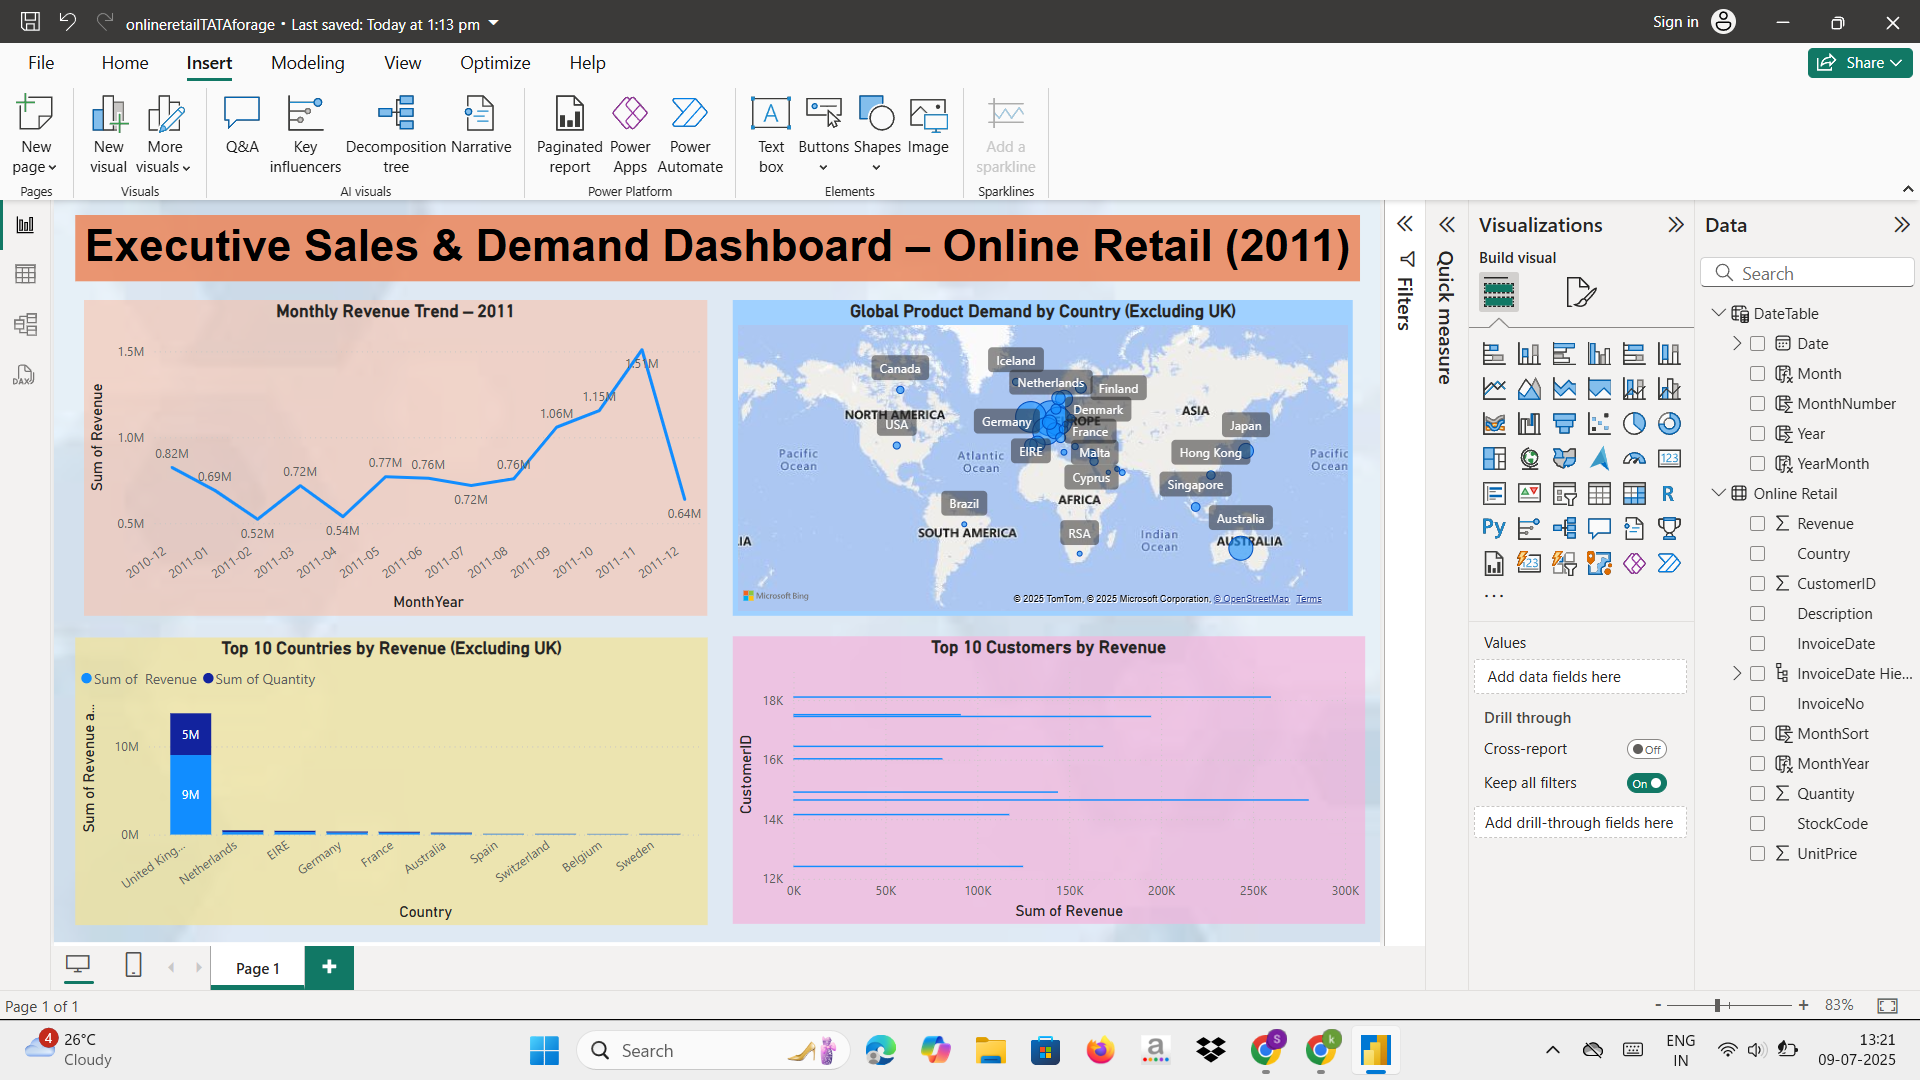 onlineretailTATAforage • Last saved: Today at 1:13 pm
Sign in
File Home Insert Modeling View Optimize Help
Share
New page
New visual
More visuals
Q&A
Key influencers
Decomposition tree
Narrative
Paginated report
Power Apps
Power Automate
Text box
Buttons
Shapes
Image
Add a sparkline
Pages
Visuals
AI visuals
Power Platform
Elements
Sparklines
Executive Sales & Demand Dashboard – Online Retail (2011)
Monthly Revenue Trend – 2011
Sum of Revenue
1.5M
1.0M
0.5M
0.82M
0.69M
0.52M
0.72M
0.54M
0.77M
0.76M
0.72M
0.76M
1.06M
1.15M
1.51M
0.64M
2010-12
2011-01
2011-02
2011-03
2011-04
2011-05
2011-06
2011-07
2011-08
2011-09
2011-10
2011-11
2011-12
MonthYear
Global Product Demand by Country (Excluding UK)
Canada
Iceland
Netherlands
Finland
NORTH AMERICA
USA
Germany
Denmark
ASIA
France
Japan
EIRE
Malta
Hong Kong
Pacific Ocean
Atlantic Ocean
Pacific Ocean
Cyprus
Singapore
AFRICA
Brazil
SOUTH AMERICA
RSA
Indian Ocean
Australia
AUSTRALIA
IA
Microsoft Bing
© 2025 TomTom, © 2025 Microsoft Corporation, © OpenStreetMap Terms
Top 10 Countries by Revenue (Excluding UK)
Sum of Revenue Sum of Quantity
Sum of Revenue a...
10M
0M
5M
9M
United King...
Netherlands
EIRE
Germany
France
Australia
Spain
Switzerland
Belgium
Sweden
Country
Top 10 Customers by Revenue
CustomerID
18K
16K
14K
12K
0K 50K 100K 150K 200K 250K 300K
Sum of Revenue
Filters
Quick measure
Visualizations
Build visual
123
R
Py
123
...
Values
Add data fields here
Drill through
Cross-report
Off
Keep all filters
On
Add drill-through fields here
Data
Search
DateTable
Date
Month
MonthNumber
Year
YearMonth
Online Retail
Revenue
Country
CustomerID
Description
InvoiceDate
InvoiceDate Hie...
InvoiceNo
MonthSort
MonthYear
Quantity
StockCode
UnitPrice
Page 1
Page 1 of 1
- + 83%
4
26°C
Cloudy
Search
a
S
k
ENG
IN
13:21
09-07-2025